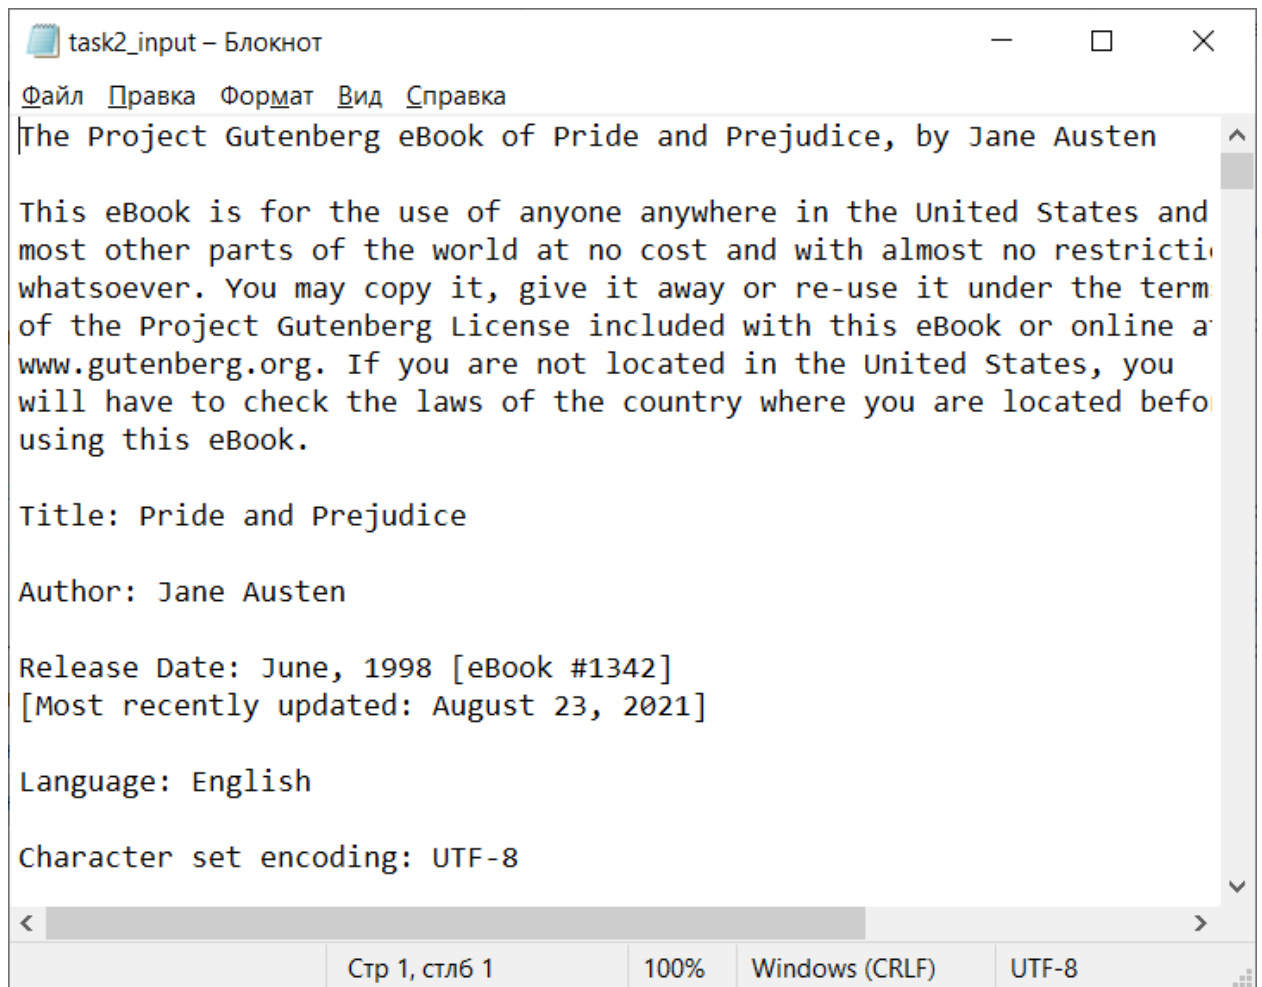 task2_input – Блокнот
Файл Правка Формат Вид Справка
The Project Gutenberg eBook of Pride and Prejudice, by Jane Austen
This eBook is for the use of anyone anywhere in the United States and
most other parts of the world at no cost and with almost no
whatsoever. You may copy it, give it away or re-use it under the
of the Project Gutenberg License included with this eBook or online
www.gutenberg.org. If you are not located in the United States, you
will have to check the laws of the country where you are located
using this eBook.
Title: Pride and Prejudice
Author: Jane Austen
Release Date: June, 1998 [eBook #1342]
[Most recently updated: August 23, 2021]
Language: English
Character set encoding: UTF-8
Стр 1, стлб 1 100% Windows (CRLF) UTF-8